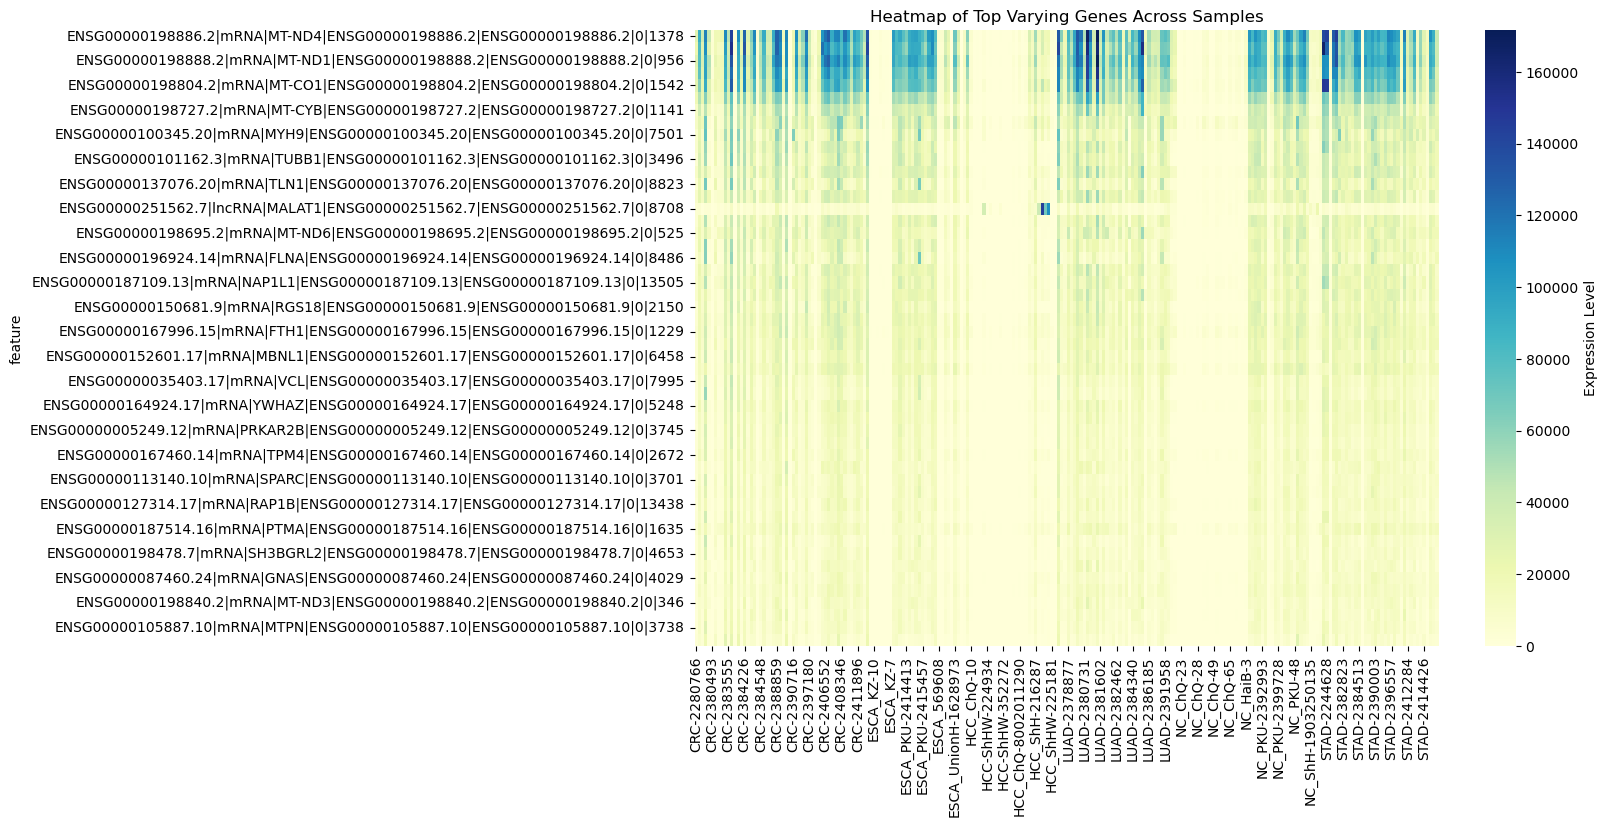 Heatmap of Top Varying Genes Across Samples
feature
ENSG00000198886.2|mRNA|MT-ND4|ENSG00000198886.2|ENSG00000198886.2|0|1378
ENSG00000198888.2|mRNA|MT-ND1|ENSG00000198888.2|ENSG00000198888.2|0|956
ENSG00000198804.2|mRNA|MT-CO1|ENSG00000198804.2|ENSG00000198804.2|0|1542
ENSG00000198727.2|mRNA|MT-CYB|ENSG00000198727.2|ENSG00000198727.2|0|1141
ENSG00000100345.20|mRNA|MYH9|ENSG00000100345.20|ENSG00000100345.20|0|7501
ENSG00000101162.3|mRNA|TUBB1|ENSG00000101162.3|ENSG00000101162.3|0|3496
ENSG00000137076.20|mRNA|TLN1|ENSG00000137076.20|ENSG00000137076.20|0|8823
ENSG00000251562.7|lncRNA|MALAT1|ENSG00000251562.7|ENSG00000251562.7|0|8708
ENSG00000198695.2|mRNA|MT-ND6|ENSG00000198695.2|ENSG00000198695.2|0|525
ENSG00000196924.14|mRNA|FLNA|ENSG00000196924.14|ENSG00000196924.14|0|8486
ENSG00000187109.13|mRNA|NAP1L1|ENSG00000187109.13|ENSG00000187109.13|0|13505
ENSG00000150681.9|mRNA|RGS18|ENSG00000150681.9|ENSG00000150681.9|0|2150
ENSG00000167996.15|mRNA|FTH1|ENSG00000167996.15|ENSG00000167996.15|0|1229
ENSG00000152601.17|mRNA|MBNL1|ENSG00000152601.17|ENSG00000152601.17|0|6458
ENSG00000035403.17|mRNA|VCL|ENSG00000035403.17|ENSG00000035403.17|0|7995
ENSG00000164924.17|mRNA|YWHAZ|ENSG00000164924.17|ENSG00000164924.17|0|5248
ENSG00000005249.12|mRNA|PRKAR2B|ENSG00000005249.12|ENSG00000005249.12|0|3745
ENSG00000167460.14|mRNA|TPM4|ENSG00000167460.14|ENSG00000167460.14|0|2672
ENSG00000113140.10|mRNA|SPARC|ENSG00000113140.10|ENSG00000113140.10|0|3701
ENSG00000127314.17|mRNA|RAP1B|ENSG00000127314.17|ENSG00000127314.17|0|13438
ENSG00000187514.16|mRNA|PTMA|ENSG00000187514.16|ENSG00000187514.16|0|1635
ENSG00000198478.7|mRNA|SH3BGRL2|ENSG00000198478.7|ENSG00000198478.7|0|4653
ENSG00000087460.24|mRNA|GNAS|ENSG00000087460.24|ENSG00000087460.24|0|4029
ENSG00000198840.2|mRNA|MT-ND3|ENSG00000198840.2|ENSG00000198840.2|0|346
ENSG00000105887.10|mRNA|MTPN|ENSG00000105887.10|ENSG00000105887.10|0|3738
CRC-2280766
CRC-2380493
CRC-2383555
CRC-2384226
CRC-2384548
CRC-2388859
CRC-2390716
CRC-2397180
CRC-2406552
CRC-2408346
CRC-2411896
ESCA_KZ-10
ESCA_KZ-7
ESCA_PKU-2414413
ESCA_PKU-2415457
ESCA_569608
ESCA_UnionH-1628973
HCC_ChQ-10
HCC-ShHW-224934
HCC-ShHW-352272
HCC_ChQ-8002011290
HCC_ShH-216287
HCC_ShHW-225181
LUAD-2378877
LUAD-2380731
LUAD-2381602
LUAD-2382462
LUAD-2384340
LUAD-2386185
LUAD-2391958
NC_ChQ-23
NC_ChQ-28
NC_ChQ-49
NC_ChQ-65
NC_HaiB-3
NC_PKU-2392993
NC_PKU-2399728
NC_PKU-48
NC_ShH-1903250135
STAD-2244628
STAD-2382823
STAD-2384513
STAD-2390003
STAD-2396557
STAD-2412284
STAD-2414426
160000
140000
120000
100000
80000
60000
40000
20000
0
Expression Level